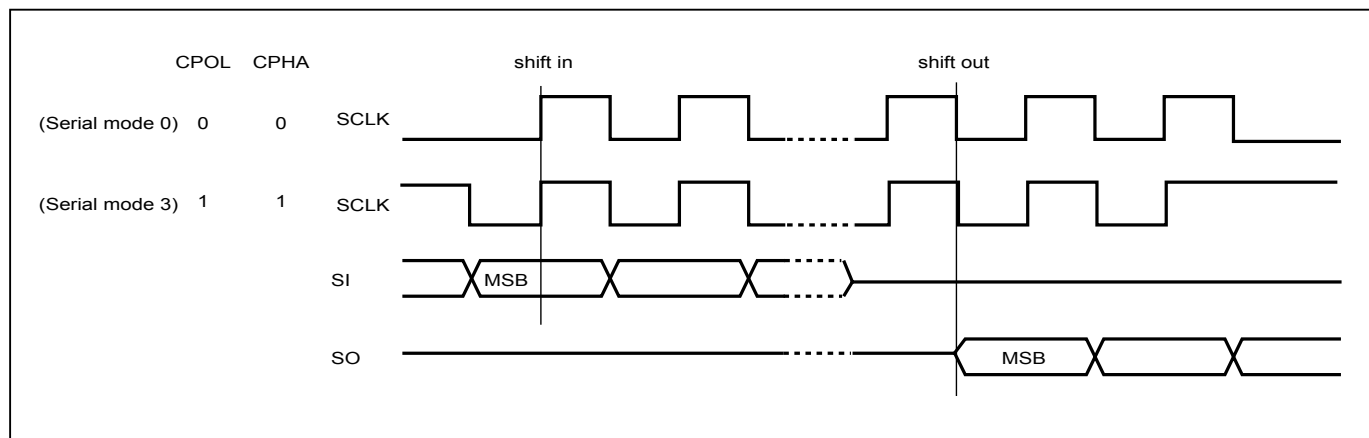 CPOL CPHA shift in shift out
(Serial mode 0) 0 0 SCLK
(Serial mode 3) 1 1 SCLK
SI MSB
SO MSB